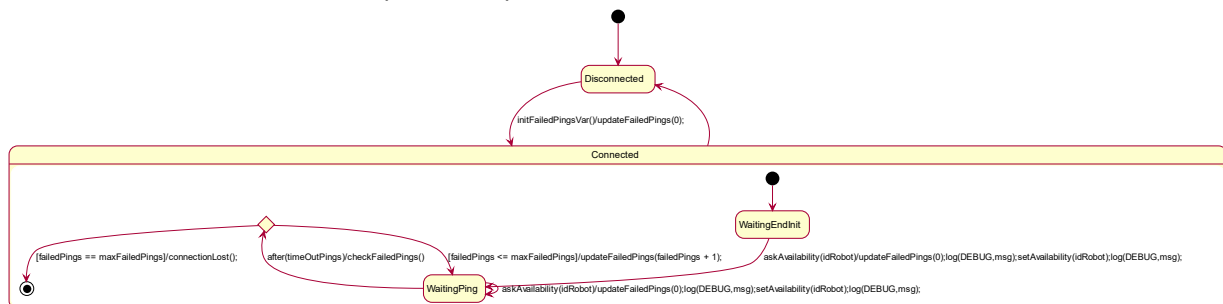 Disconnected
initFailedPingsVar()/updateFailedPings(0);
Connected
WaitingEndInit
[failedPings == maxFailedPings]/connectionLost();
after(timeOutPings)/checkFailedPings()
[failedPings <= maxFailedPings]/updateFailedPings(failedPings + 1);
askAvailability(idRobot)/updateFailedPings(0);log(DEBUG,msg);setAvailability(idRobot);log(DEBUG,msg);
WaitingPing
askAvailability(idRobot)/updateFailedPings(0);log(DEBUG,msg);setAvailability(idRobot);log(DEBUG,msg);